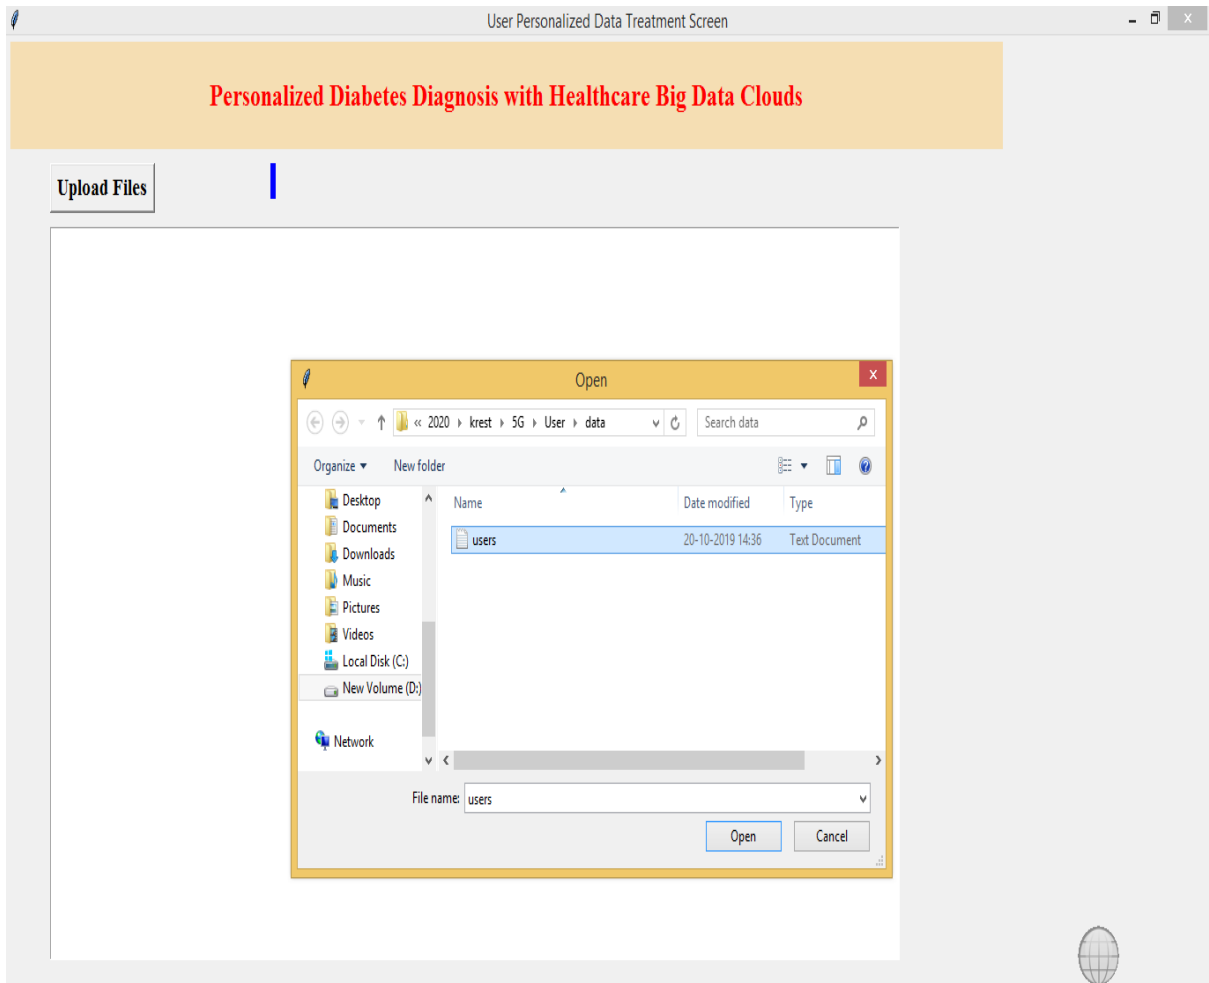 User Personalized Data Treatment Screen
Personalized Diabetes Diagnosis with Healthcare Big Data Clouds
Upload Files
Open
« 2020 › krest › 5G › User › data
Search data
Organize
New folder
Desktop
Documents
Downloads
Music
Pictures
Videos
Local Disk (C:)
New Volume (D:)
Network
Name Date modified Type
users 20-10-2019 14:36 Text Document
File name: users
Open Cancel